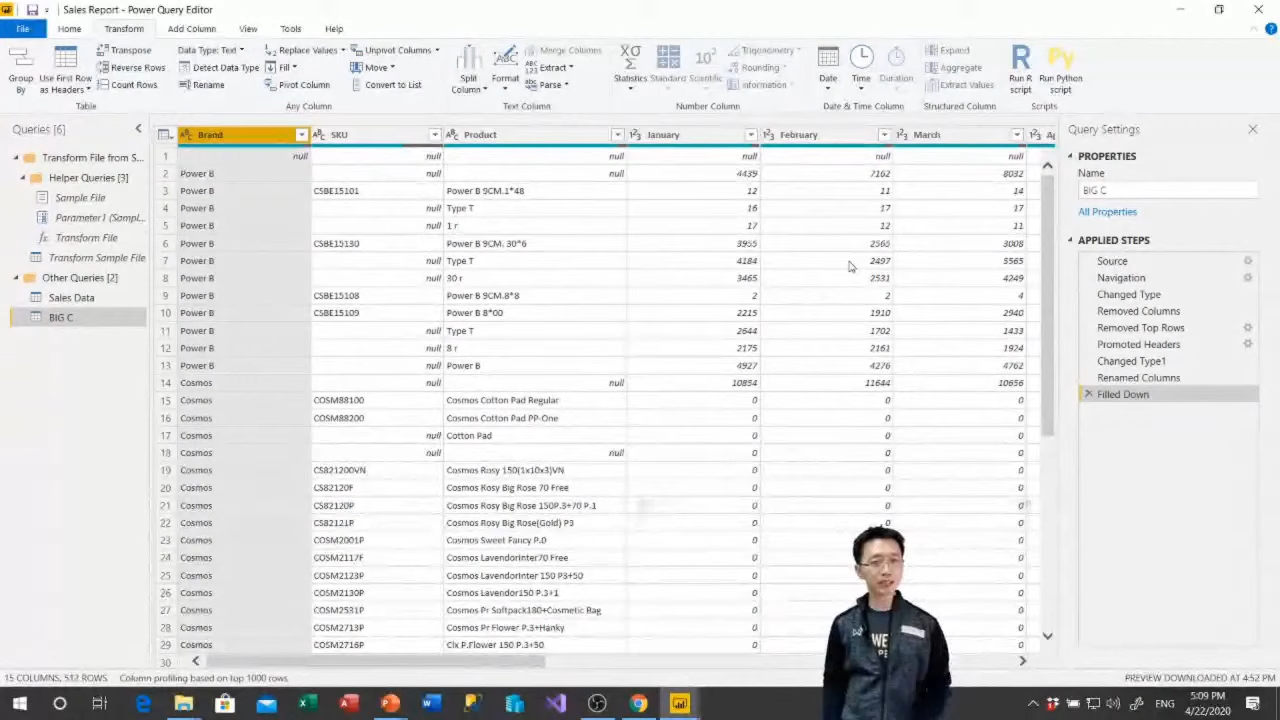 Sales Report - Power Query Editor
File Home Transform Add Column View Tools Help
Group By
Use First Row as Headers
Transpose
Reverse Rows
Count Rows
Table
Data Type: Text
Detect Data Type
Rename
Replace Values
Fill
Pivot Column
Unpivot Columns
Move
Convert to List
Any Column
Split Column
Format
Merge Columns
Extract
Parse
Text Column
Statistics
Standard
Scientific
Trigonometry
Rounding
Information
Number Column
Date
Time
Duration
Date & Time Column
Expand
Aggregate
Extract Values
Structured Column
Run R script
Run Python script
Scripts
Queries [6]
Transform File from S...
Helper Queries [3]
Sample File
Parameter1 (Sampl...
Transform File
Transform Sample File
Other Queries [2]
Sales Data
BIG C
Brand SKU Product January February March
1 null null null null null null
2 Power B null null 4439 7162 8032
3 Power B CSBE15101 Power B 9CM.1*48 12 11 14
4 Power B null Type T 16 17 17
5 Power B null 1 r 17 12 11
6 Power B CSBE15130 Power B 9CM. 30*6 3955 2565 3008
7 Power B null Type T 4184 2497 5565
8 Power B null 30 r 3465 2531 4249
9 Power B CSBE15108 Power B 9CM.8*8 2 2 4
10 Power B CSBE15109 Power B 8*00 2215 1910 2940
11 Power B null Type T 2644 1702 1433
12 Power B null 8 r 2175 2161 1924
13 Power B null Power B 4927 4276 4762
14 Cosmos null null 10854 11644 10656
15 Cosmos COSM88100 Cosmos Cotton Pad Regular 0 0 0
16 Cosmos COSM88200 Cosmos Cotton Pad PP-One 0 0 0
17 Cosmos null Cotton Pad 0 0 0
18 Cosmos null null 0 0 0
19 Cosmos CS821200VN Cosmos Rosy 150(1x10x3)VN 0 0 0
20 Cosmos CS82120F Cosmos Rosy Big Rose 70 Free 0 0 0
21 Cosmos CS82120P Cosmos Rosy Big Rose 150P.3+70 P.1 0 0 0
22 Cosmos CS82121P Cosmos Rosy Big Rose(Gold) P3 0 0 0
23 Cosmos COSM2001P Cosmos Sweet Fancy P.0 0 0
24 Cosmos COSM2117F Cosmos LavendorInter70 Free 0 0
25 Cosmos COSM2123P Cosmos LavendorInter 150 P3+50 0 0
26 Cosmos COSM2130P Cosmos Lavendor150 P.3+1 0 0
27 Cosmos COSM2531P Cosmos Pr Softpack180+Cosmetic Bag 0 0
28 Cosmos COSM2713P Cosmos Pr Flower P.3+Hanky 0 0
29 Cosmos COSM2716P Clx P.Flower 150 P.3+50 0 0
30
Query Settings
PROPERTIES
Name
BIG C
All Properties
APPLIED STEPS
Source
Navigation
Changed Type
Removed Columns
Removed Top Rows
Promoted Headers
Changed Type1
Renamed Columns
Filled Down
15 COLUMNS, 512 ROWS Column profiling based on top 1000 rows PREVIEW DOWNLOADED AT 4:52 PM
ENG
5:09 PM
4/22/2020